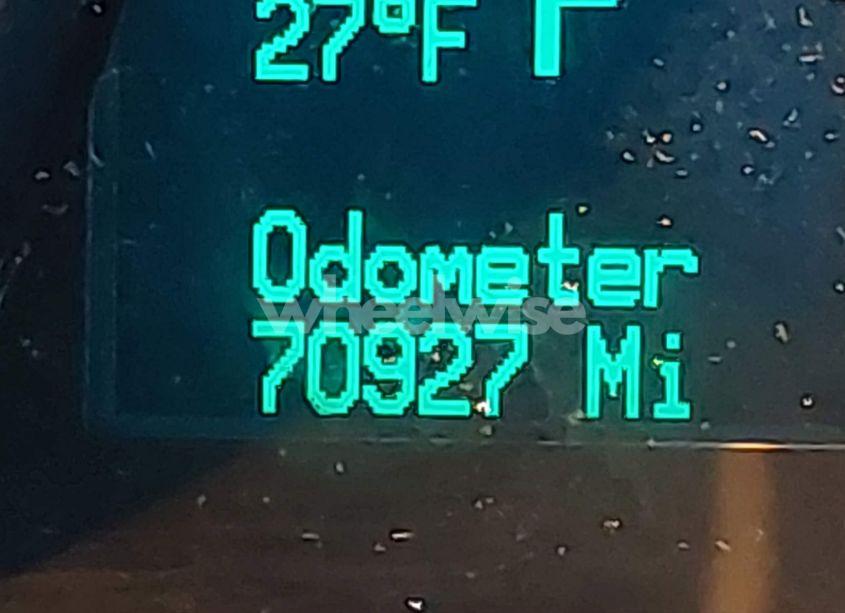 27°F P
Odometer
wheelwise
70927 Mi